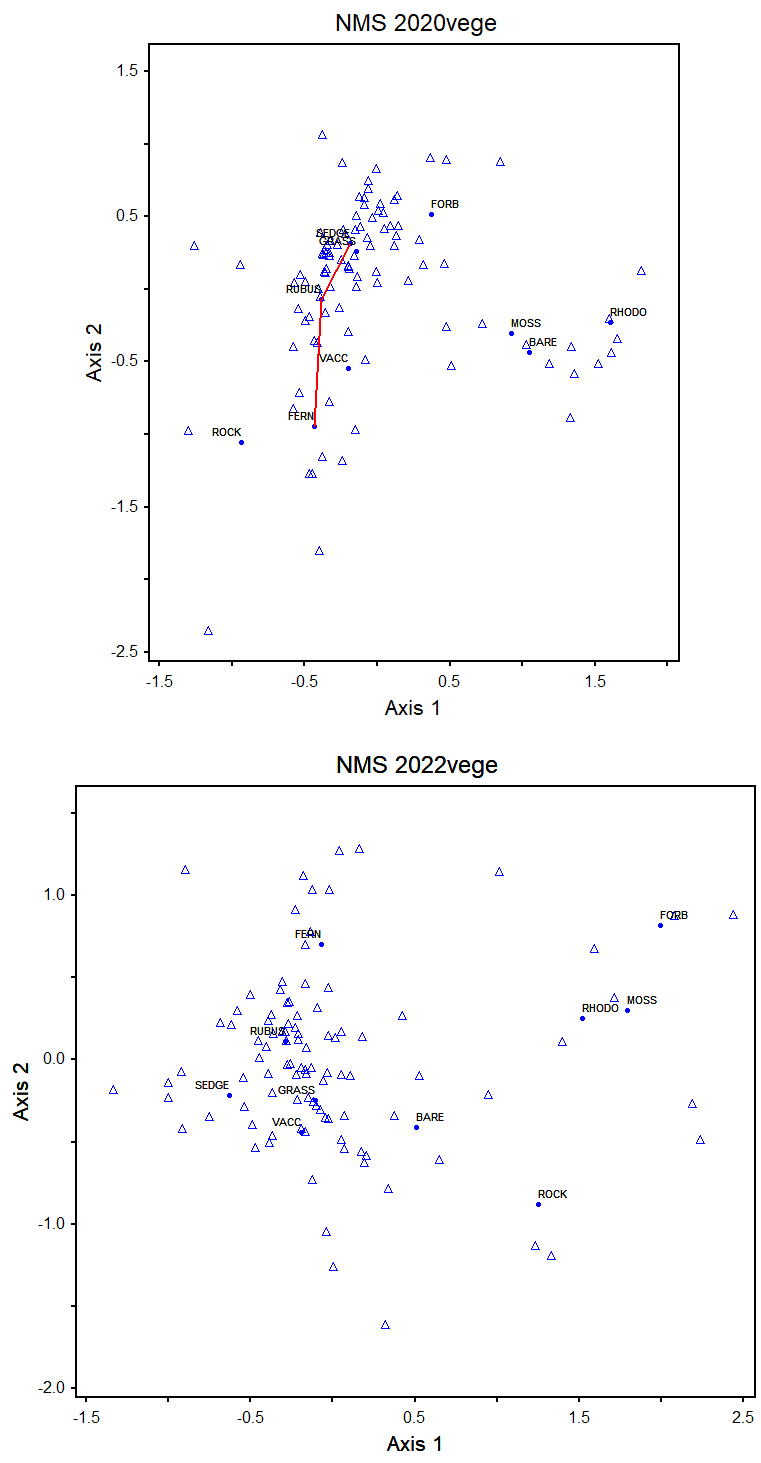 NMS 2020vege
1.5
0.5
-0.5
-1.5
-2.5
Axis 2
FORB
SEDGE
GRASS
RUBUS
RHODO
MOSS
BARE
VACC
FERN
ROCK
-1.5 -0.5 0.5 1.5
Axis 1
NMS 2022vege
1.0
0.0
-1.0
-2.0
Axis 2
FORB
FERN
MOSS
RHODO
RUBUS
SEDGE
GRASS
VACC
BARE
ROCK
-1.5 -0.5 0.5 1.5 2.5
Axis 1